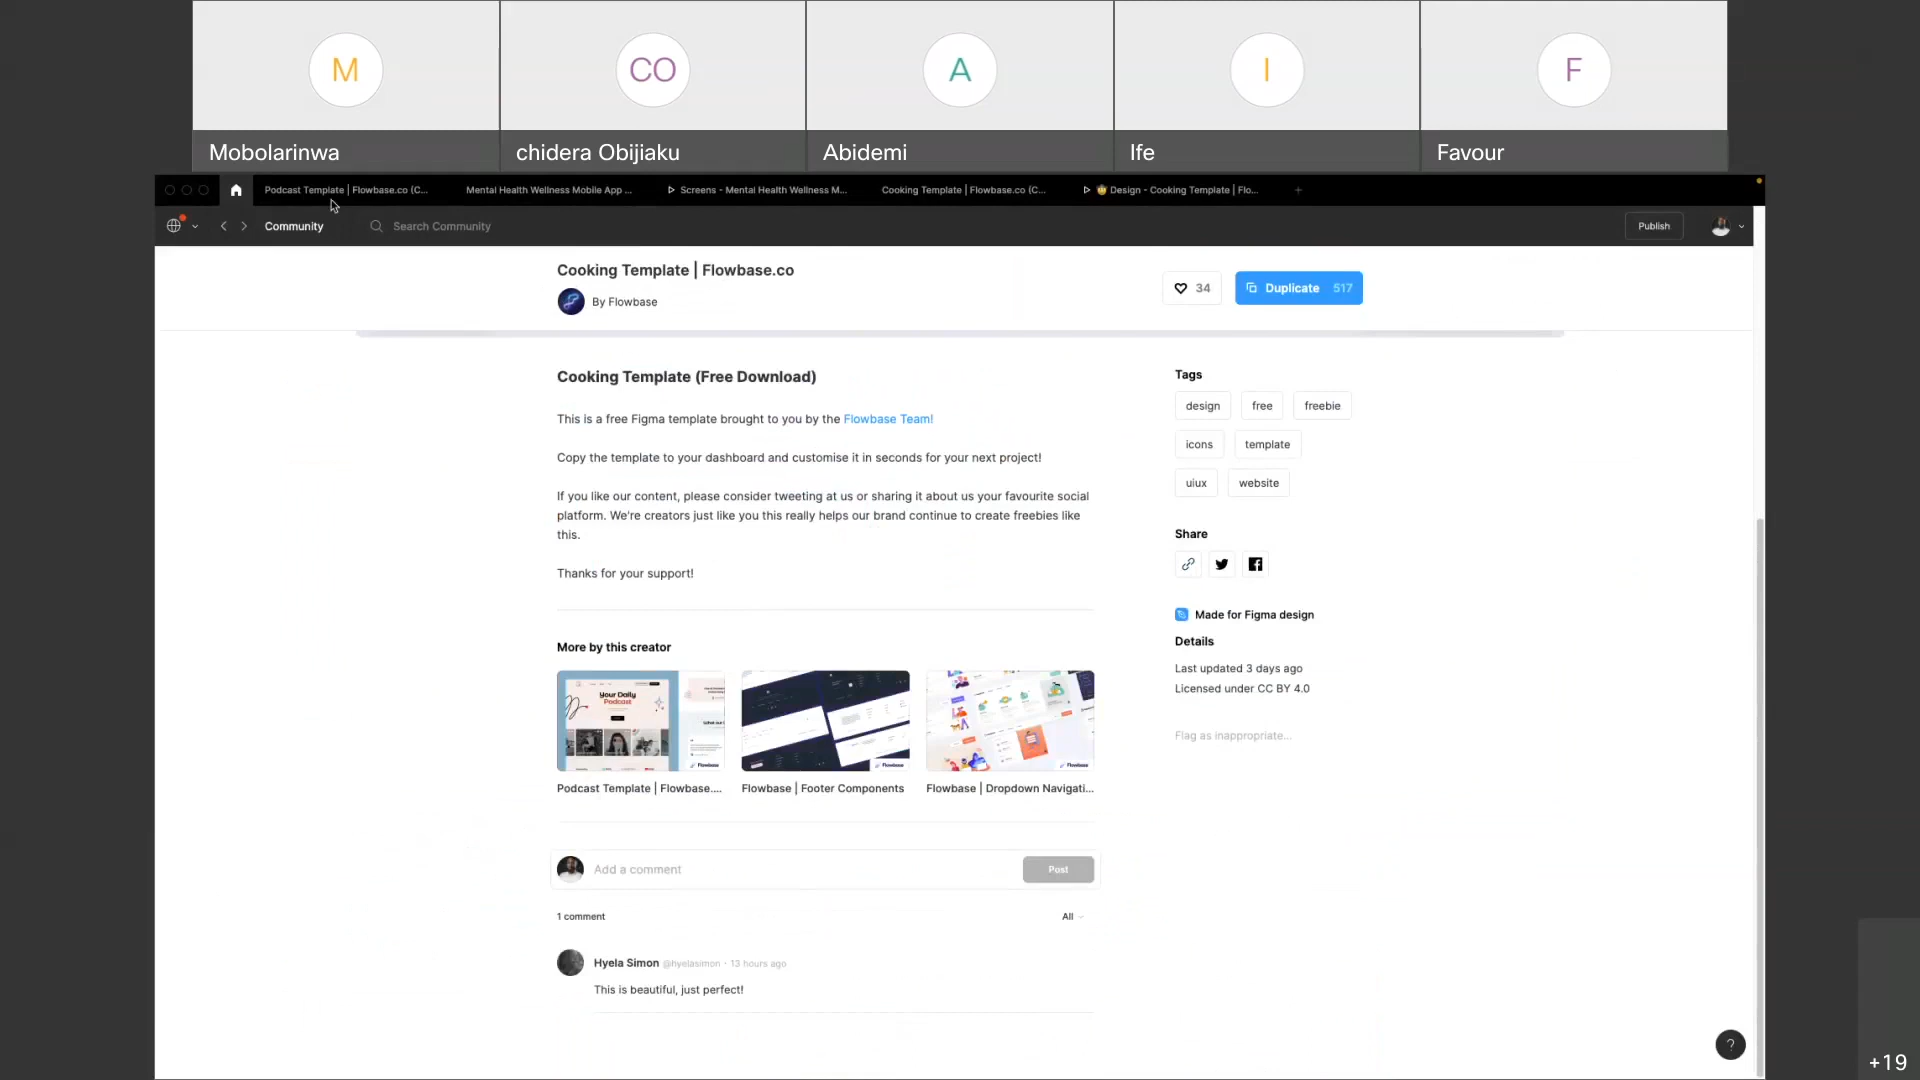 M
CO
A
I
F
Mobolarinwa
chidera Obijiaku
Abidemi
Ife
Favour
Podcast Template | Flowbase.co (C...
Mental Health Wellness Mobile App ...
Screens - Mental Health Wellness M...
Cooking Template | Flowbase.co (C...
Design - Cooking Template | Flo...
Community
Search Community
Publish
Cooking Template | Flowbase.co
By Flowbase
34
Duplicate 517
Cooking Template (Free Download)
This is a free Figma template brought to you by the Flowbase Team!
Copy the template to your dashboard and customise it in seconds for your next project!
If you like our content, please consider tweeting at us or sharing it about us your favourite social
platform. We're creators just like you this really helps our brand continue to create freebies like
this.
Thanks for your support!
Tags
design
free
freebie
icons
template
uiux
website
Share
Made for Figma design
Details
Last updated 3 days ago
Licensed under CC BY 4.0
Flag as inappropriate...
More by this creator
Your Daily
Podcast
Flowbase
Flowbase
Flowbase
Podcast Template | Flowbase....
Flowbase | Footer Components
Flowbase | Dropdown Navigati...
Add a comment
Post
1 comment
All
Hyela Simon @hyelasimon · 13 hours ago
This is beautiful, just perfect!
?
+19